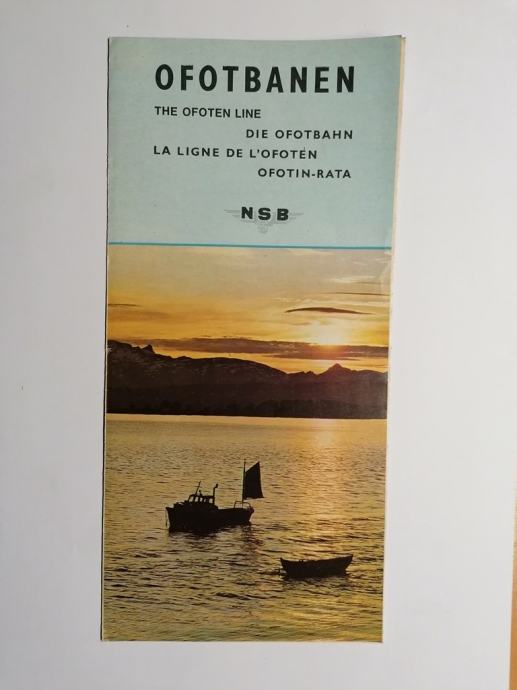 OFOTBANEN
THE OFOTEN LINE
DIE OFOTBAHN
LA LIGNE DE L'OFOTEN
OFOTIN-RATA
NSB